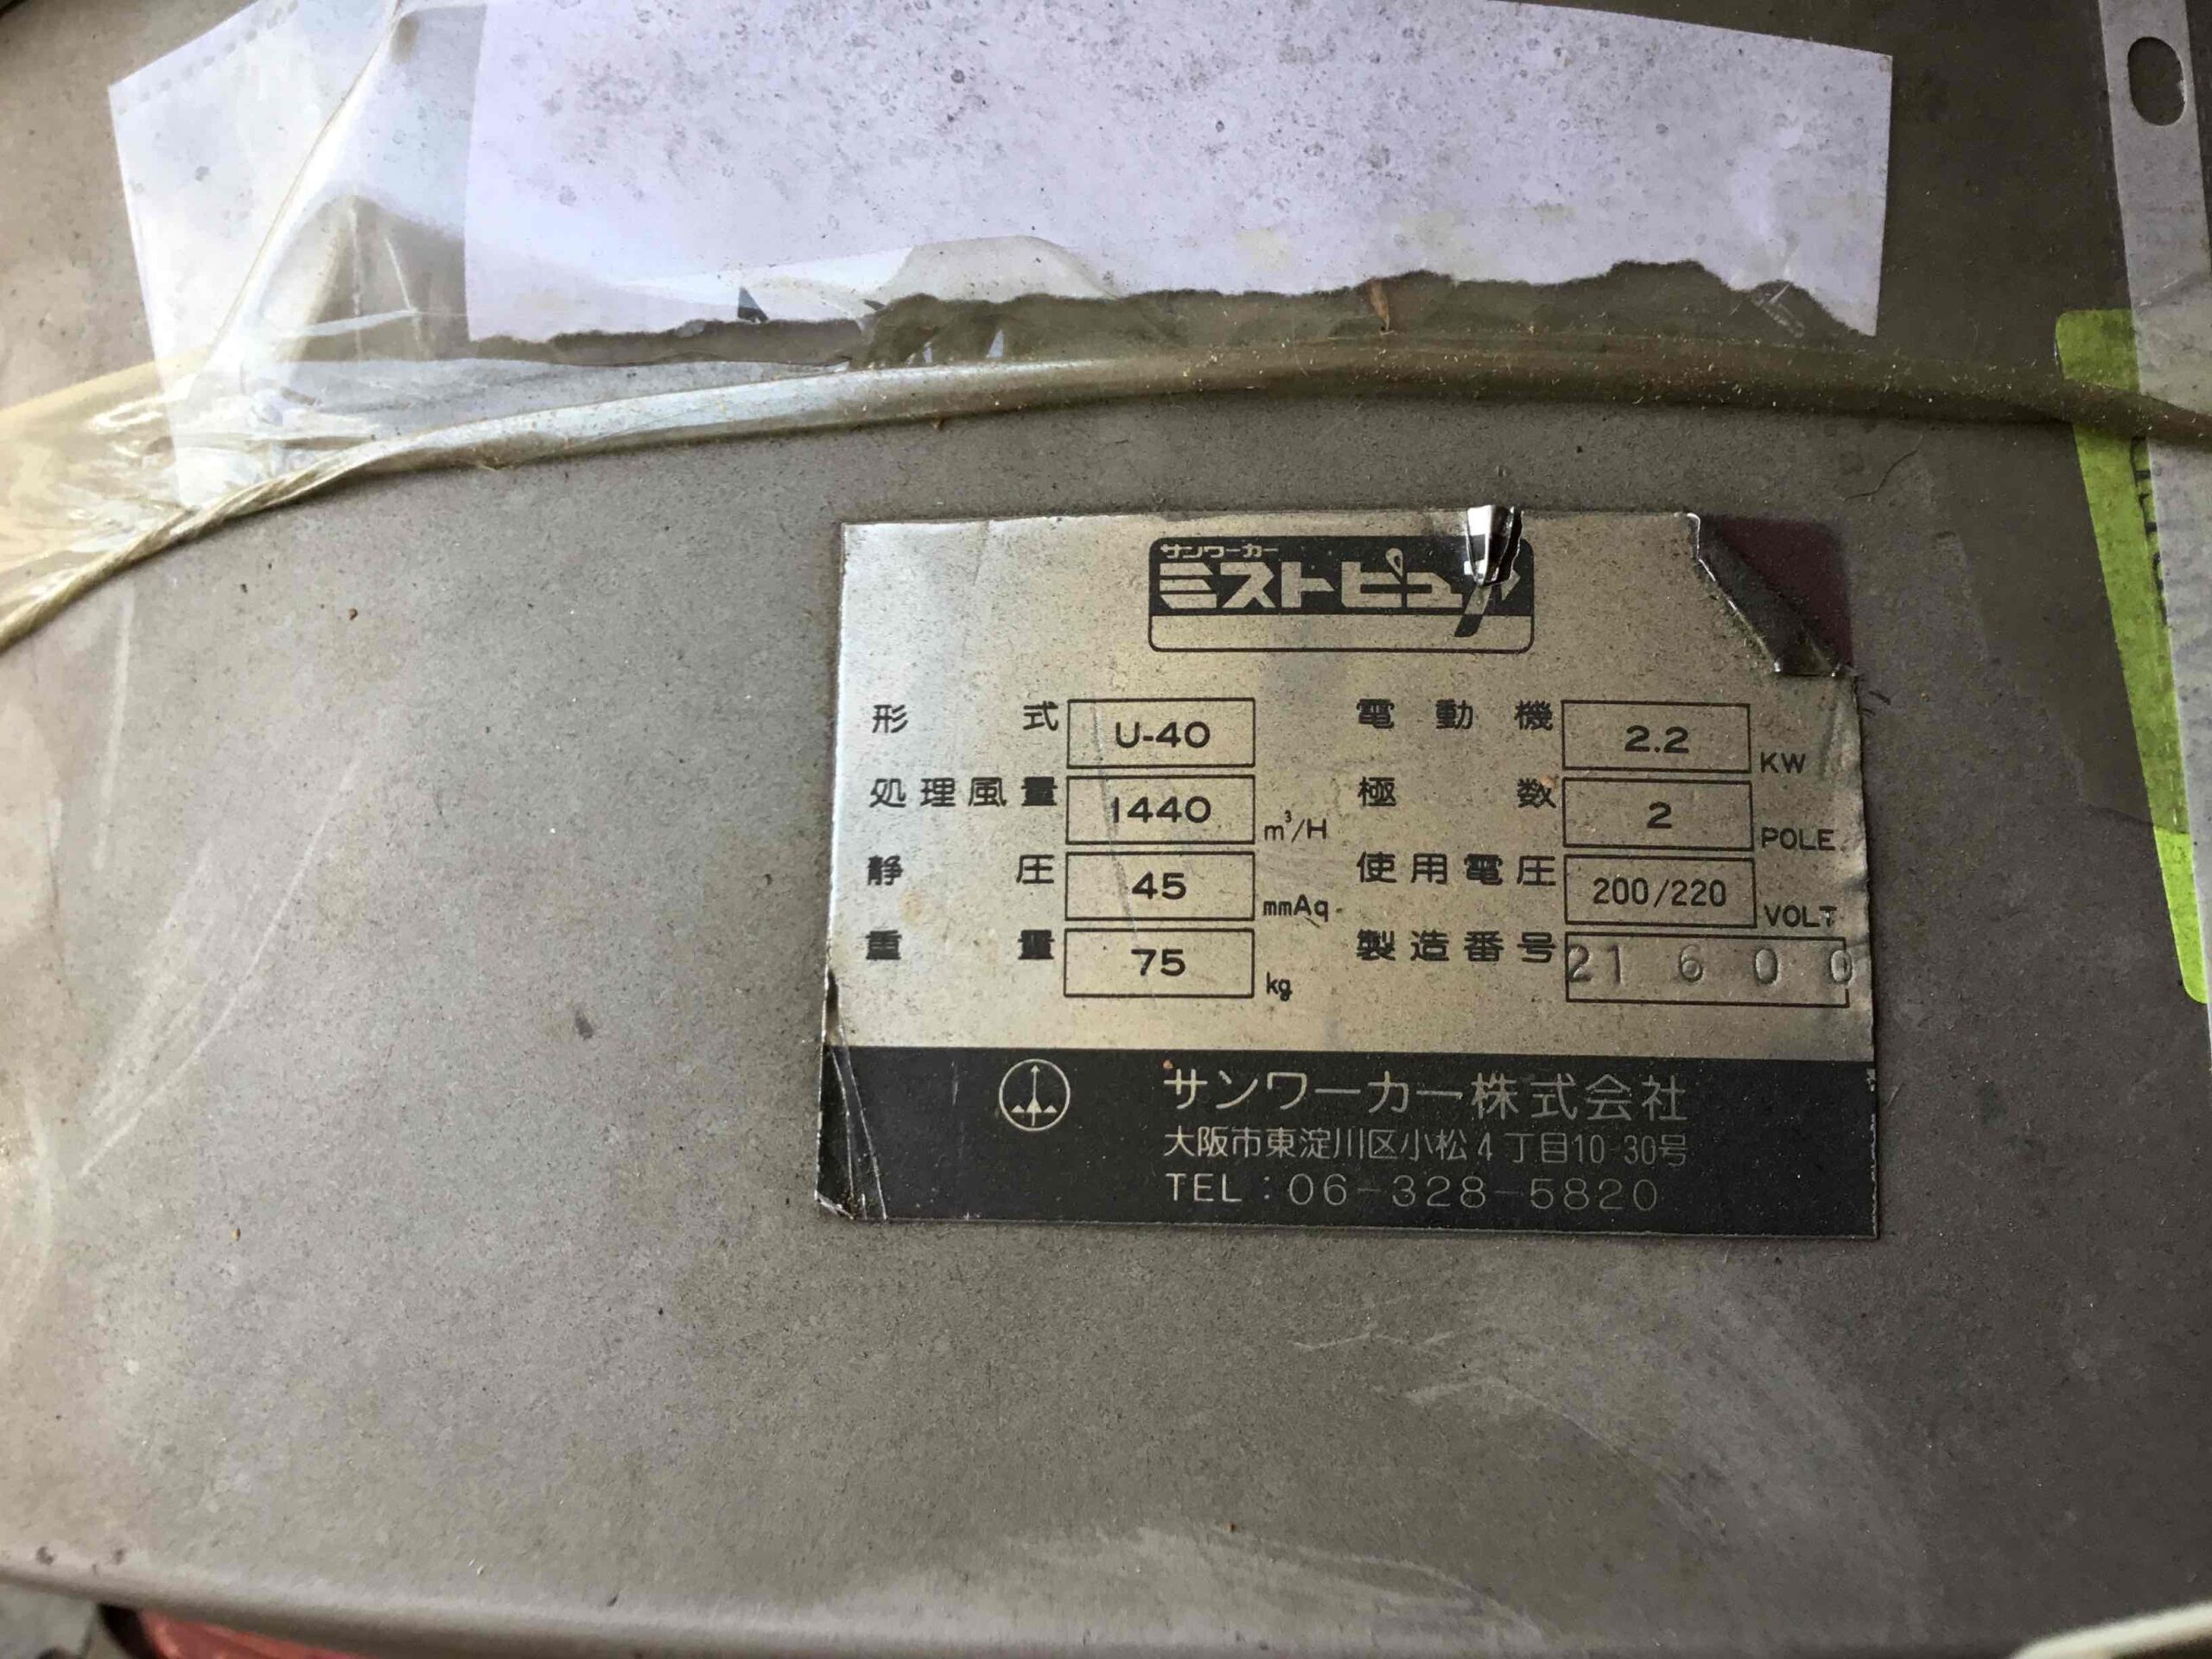 サンワーカー
ミストピュア
形式 U-40 電動機 2.2 KW
処理風量 1440 m³/H 極数 2 POLE
静圧 45 mmAq 使用電圧 200/220 VOLT
重量 75 kg 製造番号 21600
サンワーカー株式会社
大阪市東淀川区小松4丁目10-30号
TEL:06-328-5820